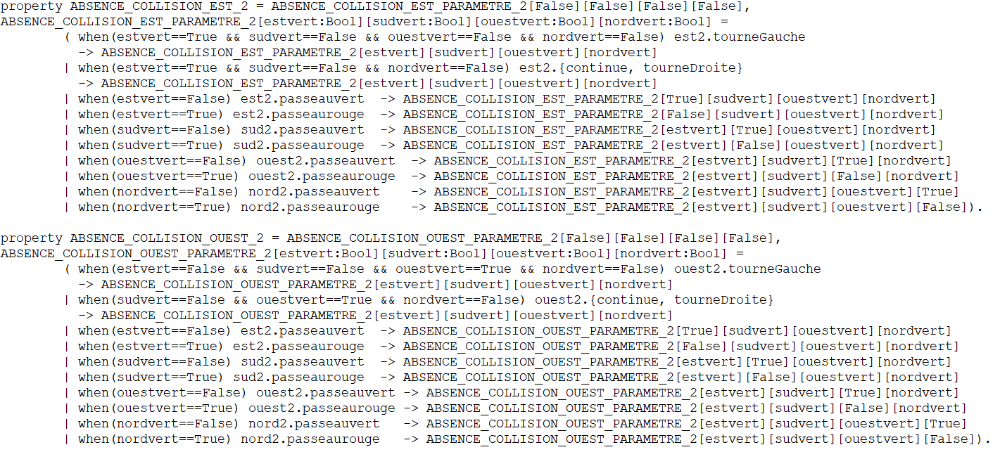 property ABSENCE_COLLISION_EST_2 = ABSENCE_COLLISION_EST_PARAMETRE_2[False][False][False][False],
ABSENCE_COLLISION_EST_PARAMETRE_2[estvert:Bool][sudvert:Bool][ouestvert:Bool][nordvert:Bool] =
( when(estvert==True && sudvert==False && ouestvert==False && nordvert==False) est2.tourneGauche
-> ABSENCE_COLLISION_EST_PARAMETRE_2[estvert][sudvert][ouestvert][nordvert]
| when(estvert==True && sudvert==False && nordvert==False) est2.{continue, tourneDroite}
-> ABSENCE_COLLISION_EST_PARAMETRE_2[estvert][sudvert][ouestvert][nordvert]
| when(estvert==False) est2.passeauvert -> ABSENCE_COLLISION_EST_PARAMETRE_2[True][sudvert][ouestvert][nordvert]
| when(estvert==True) est2.passeaurouge -> ABSENCE_COLLISION_EST_PARAMETRE_2[False][sudvert][ouestvert][nordvert]
| when(sudvert==False) sud2.passeauvert -> ABSENCE_COLLISION_EST_PARAMETRE_2[estvert][True][ouestvert][nordvert]
| when(sudvert==True) sud2.passeaurouge -> ABSENCE_COLLISION_EST_PARAMETRE_2[estvert][False][ouestvert][nordvert]
| when(ouestvert==False) ouest2.passeauvert -> ABSENCE_COLLISION_EST_PARAMETRE_2[estvert][sudvert][True][nordvert]
| when(ouestvert==True) ouest2.passeaurouge -> ABSENCE_COLLISION_EST_PARAMETRE_2[estvert][sudvert][False][nordvert]
| when(nordvert==False) nord2.passeauvert -> ABSENCE_COLLISION_EST_PARAMETRE_2[estvert][sudvert][ouestvert][True]
| when(nordvert==True) nord2.passeaurouge -> ABSENCE_COLLISION_EST_PARAMETRE_2[estvert][sudvert][ouestvert][False]).
property ABSENCE_COLLISION_OUEST_2 = ABSENCE_COLLISION_OUEST_PARAMETRE_2[False][False][False][False],
ABSENCE_COLLISION_OUEST_PARAMETRE_2[estvert:Bool][sudvert:Bool][ouestvert:Bool][nordvert:Bool] =
( when(estvert==False && sudvert==False && ouestvert==True && nordvert==False) ouest2.tourneGauche
-> ABSENCE_COLLISION_OUEST_PARAMETRE_2[estvert][sudvert][ouestvert][nordvert]
| when(sudvert==False && ouestvert==True && nordvert==False) ouest2.{continue, tourneDroite}
-> ABSENCE_COLLISION_OUEST_PARAMETRE_2[estvert][sudvert][ouestvert][nordvert]
| when(estvert==False) est2.passeauvert -> ABSENCE_COLLISION_OUEST_PARAMETRE_2[True][sudvert][ouestvert][nordvert]
| when(estvert==True) est2.passeaurouge -> ABSENCE_COLLISION_OUEST_PARAMETRE_2[False][sudvert][ouestvert][nordvert]
| when(sudvert==False) sud2.passeauvert -> ABSENCE_COLLISION_OUEST_PARAMETRE_2[estvert][True][ouestvert][nordvert]
| when(sudvert==True) sud2.passeaurouge -> ABSENCE_COLLISION_OUEST_PARAMETRE_2[estvert][False][ouestvert][nordvert]
| when(ouestvert==False) ouest2.passeauvert -> ABSENCE_COLLISION_OUEST_PARAMETRE_2[estvert][sudvert][True][nordvert]
| when(ouestvert==True) ouest2.passeaurouge -> ABSENCE_COLLISION_OUEST_PARAMETRE_2[estvert][sudvert][False][nordvert]
| when(nordvert==False) nord2.passeauvert -> ABSENCE_COLLISION_OUEST_PARAMETRE_2[estvert][sudvert][ouestvert][True]
| when(nordvert==True) nord2.passeaurouge -> ABSENCE_COLLISION_OUEST_PARAMETRE_2[estvert][sudvert][ouestvert][False]).